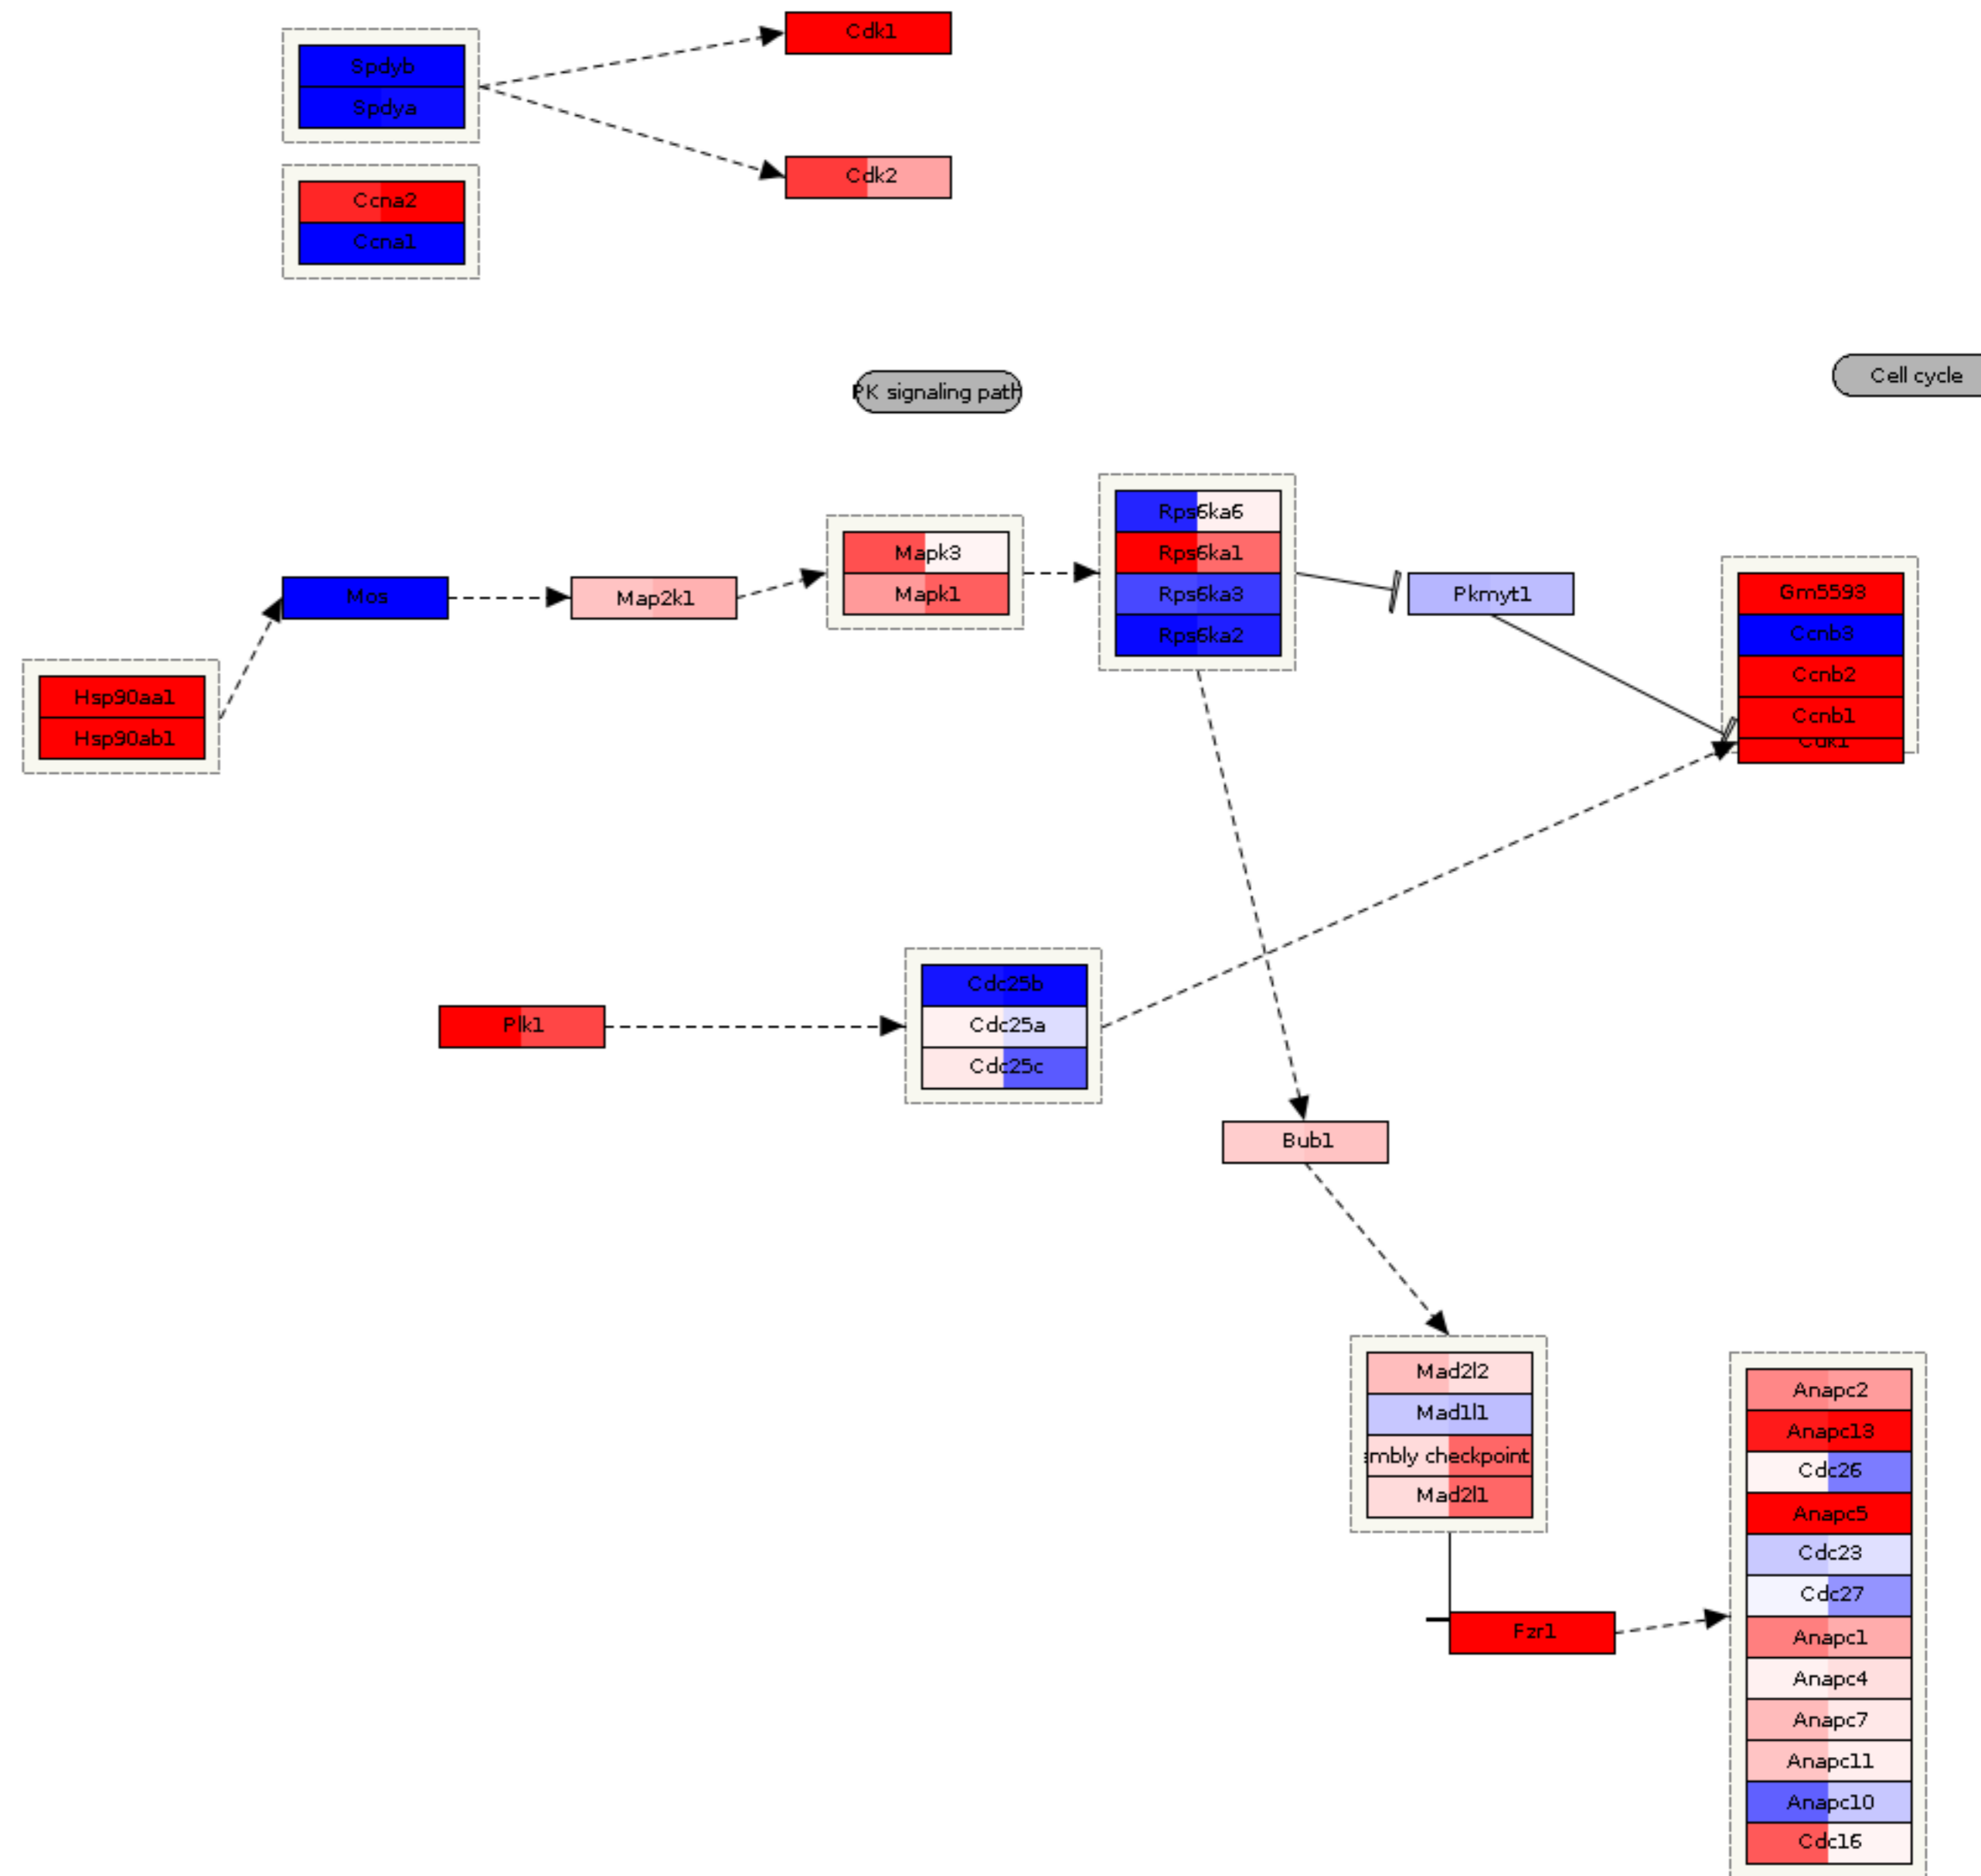 Cdk1
Spdyb
Spdya
Cdk2
Ccna2
Ccna1
Cell cycle
PK signaling path
Rps6ka6
Mapk3
Rps6ka1
Mos
Map2k1
Mapk1
Rps6ka3
Pkmyt1
Gm5593
Rps6ka2
Ccnb3
Ccnb2
Hsp90aa1
Ccnb1
Hsp90ab1
Cdk1
Cdc25b
Plk1
Cdc25a
Cdc25c
Bub1
Mad2l2
Anapc2
Mad1l1
Anapc13
mbly checkpoint
Cdc26
Mad2l1
Anapc5
Cdc23
Cdc27
Fzr1
Anapc1
Anapc4
Anapc7
Anapc11
Anapc10
Cdc16